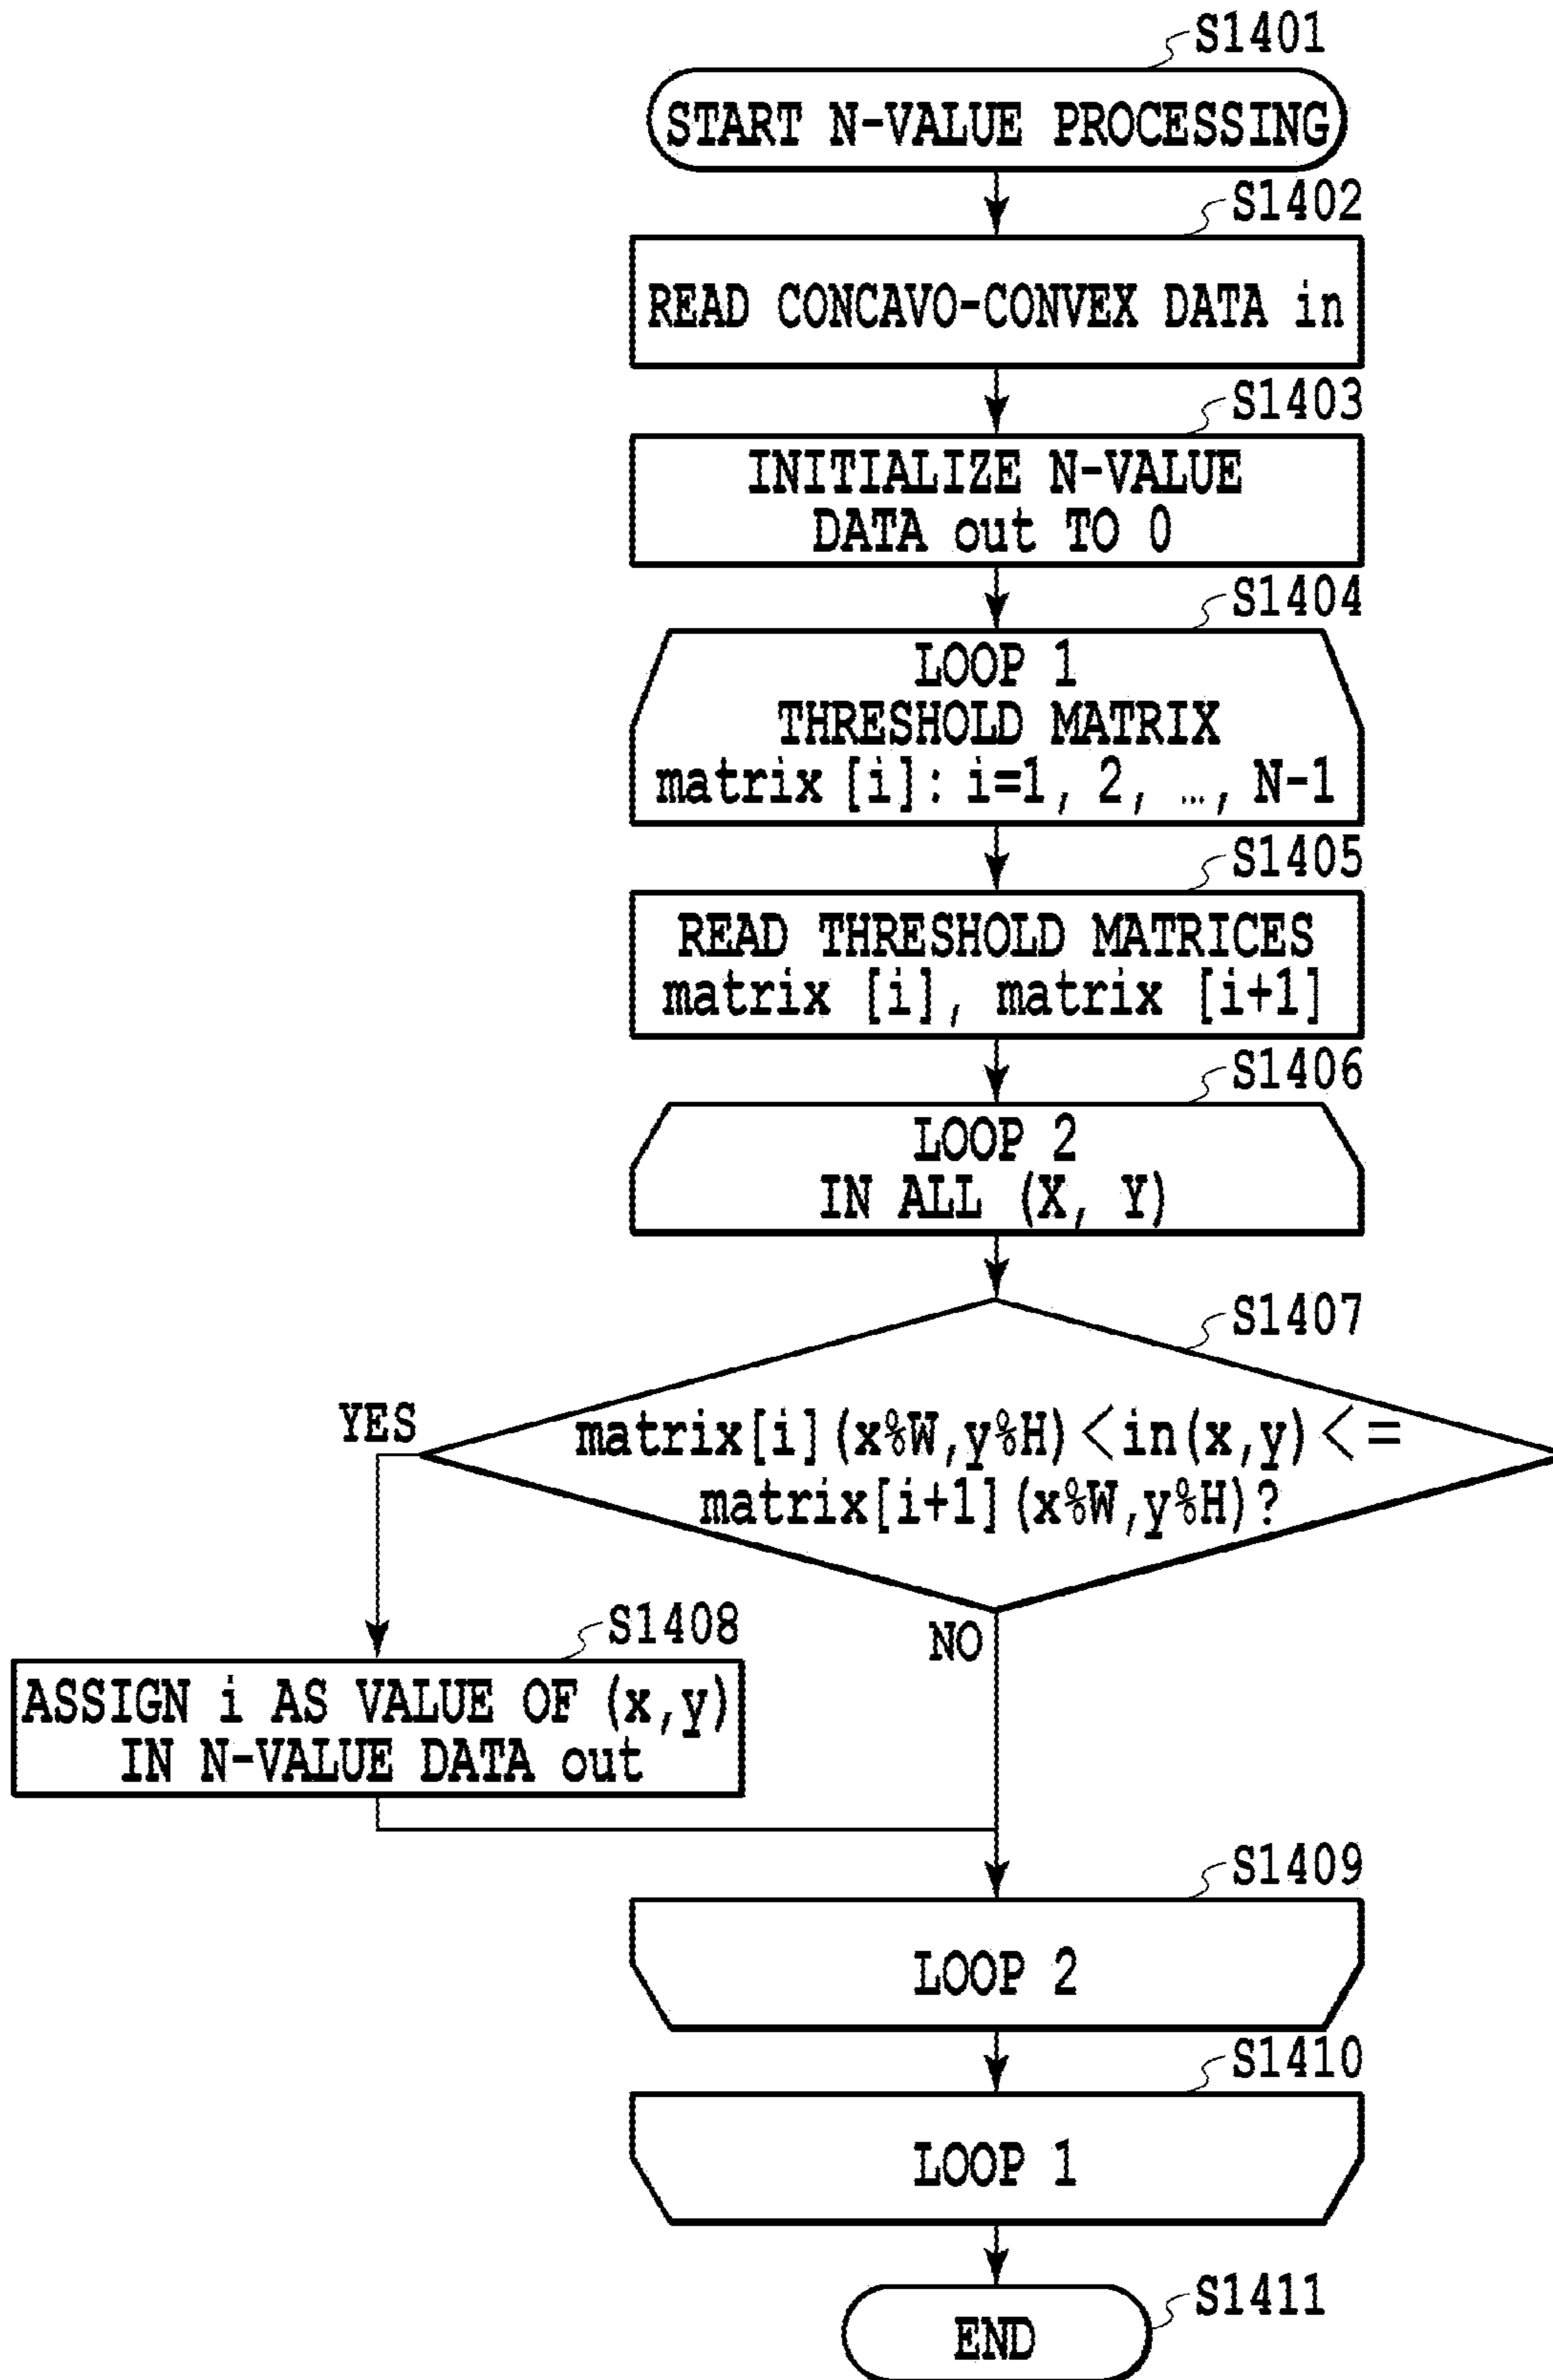 S1401
START N-VALUE PROCESSING
S1402
READ CONCAVO-CONVEX DATA in
S1403
INITIALIZE N-VALUE
DATA out TO 0
S1404
LOOP 1
THRESHOLD MATRIX
matrix [i]: i=1, 2, …, N-1
S1405
READ THRESHOLD MATRICES
matrix [i], matrix [i+1]
S1406
LOOP 2
IN ALL (X, Y)
S1407
YES
matrix[i](x%W,y%H)<in(x,y)<=
matrix[i+1](x%W,y%H)?
NO
S1408
ASSIGN i AS VALUE OF (x,y)
IN N-VALUE DATA out
S1409
LOOP 2
S1410
LOOP 1
S1411
END